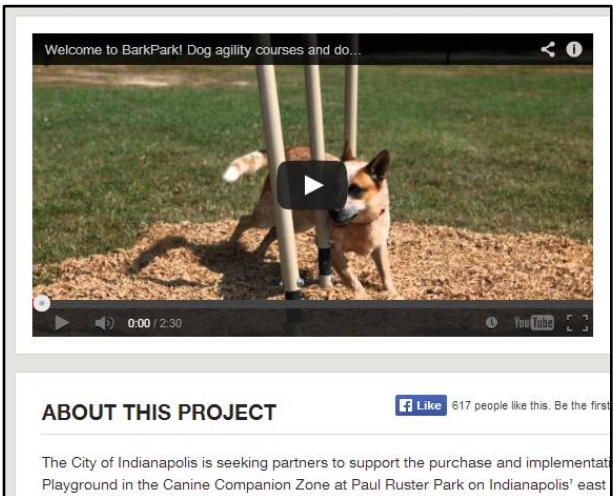 Welcome to BarkPark! Dog agility courses and do...
0:00 / 2:30
YouTube
ABOUT THIS PROJECT
Like 617 people like this. Be the first
The City of Indianapolis is seeking partners to support the purchase and implementati
Playground in the Canine Companion Zone at Paul Ruster Park on Indianapolis' east